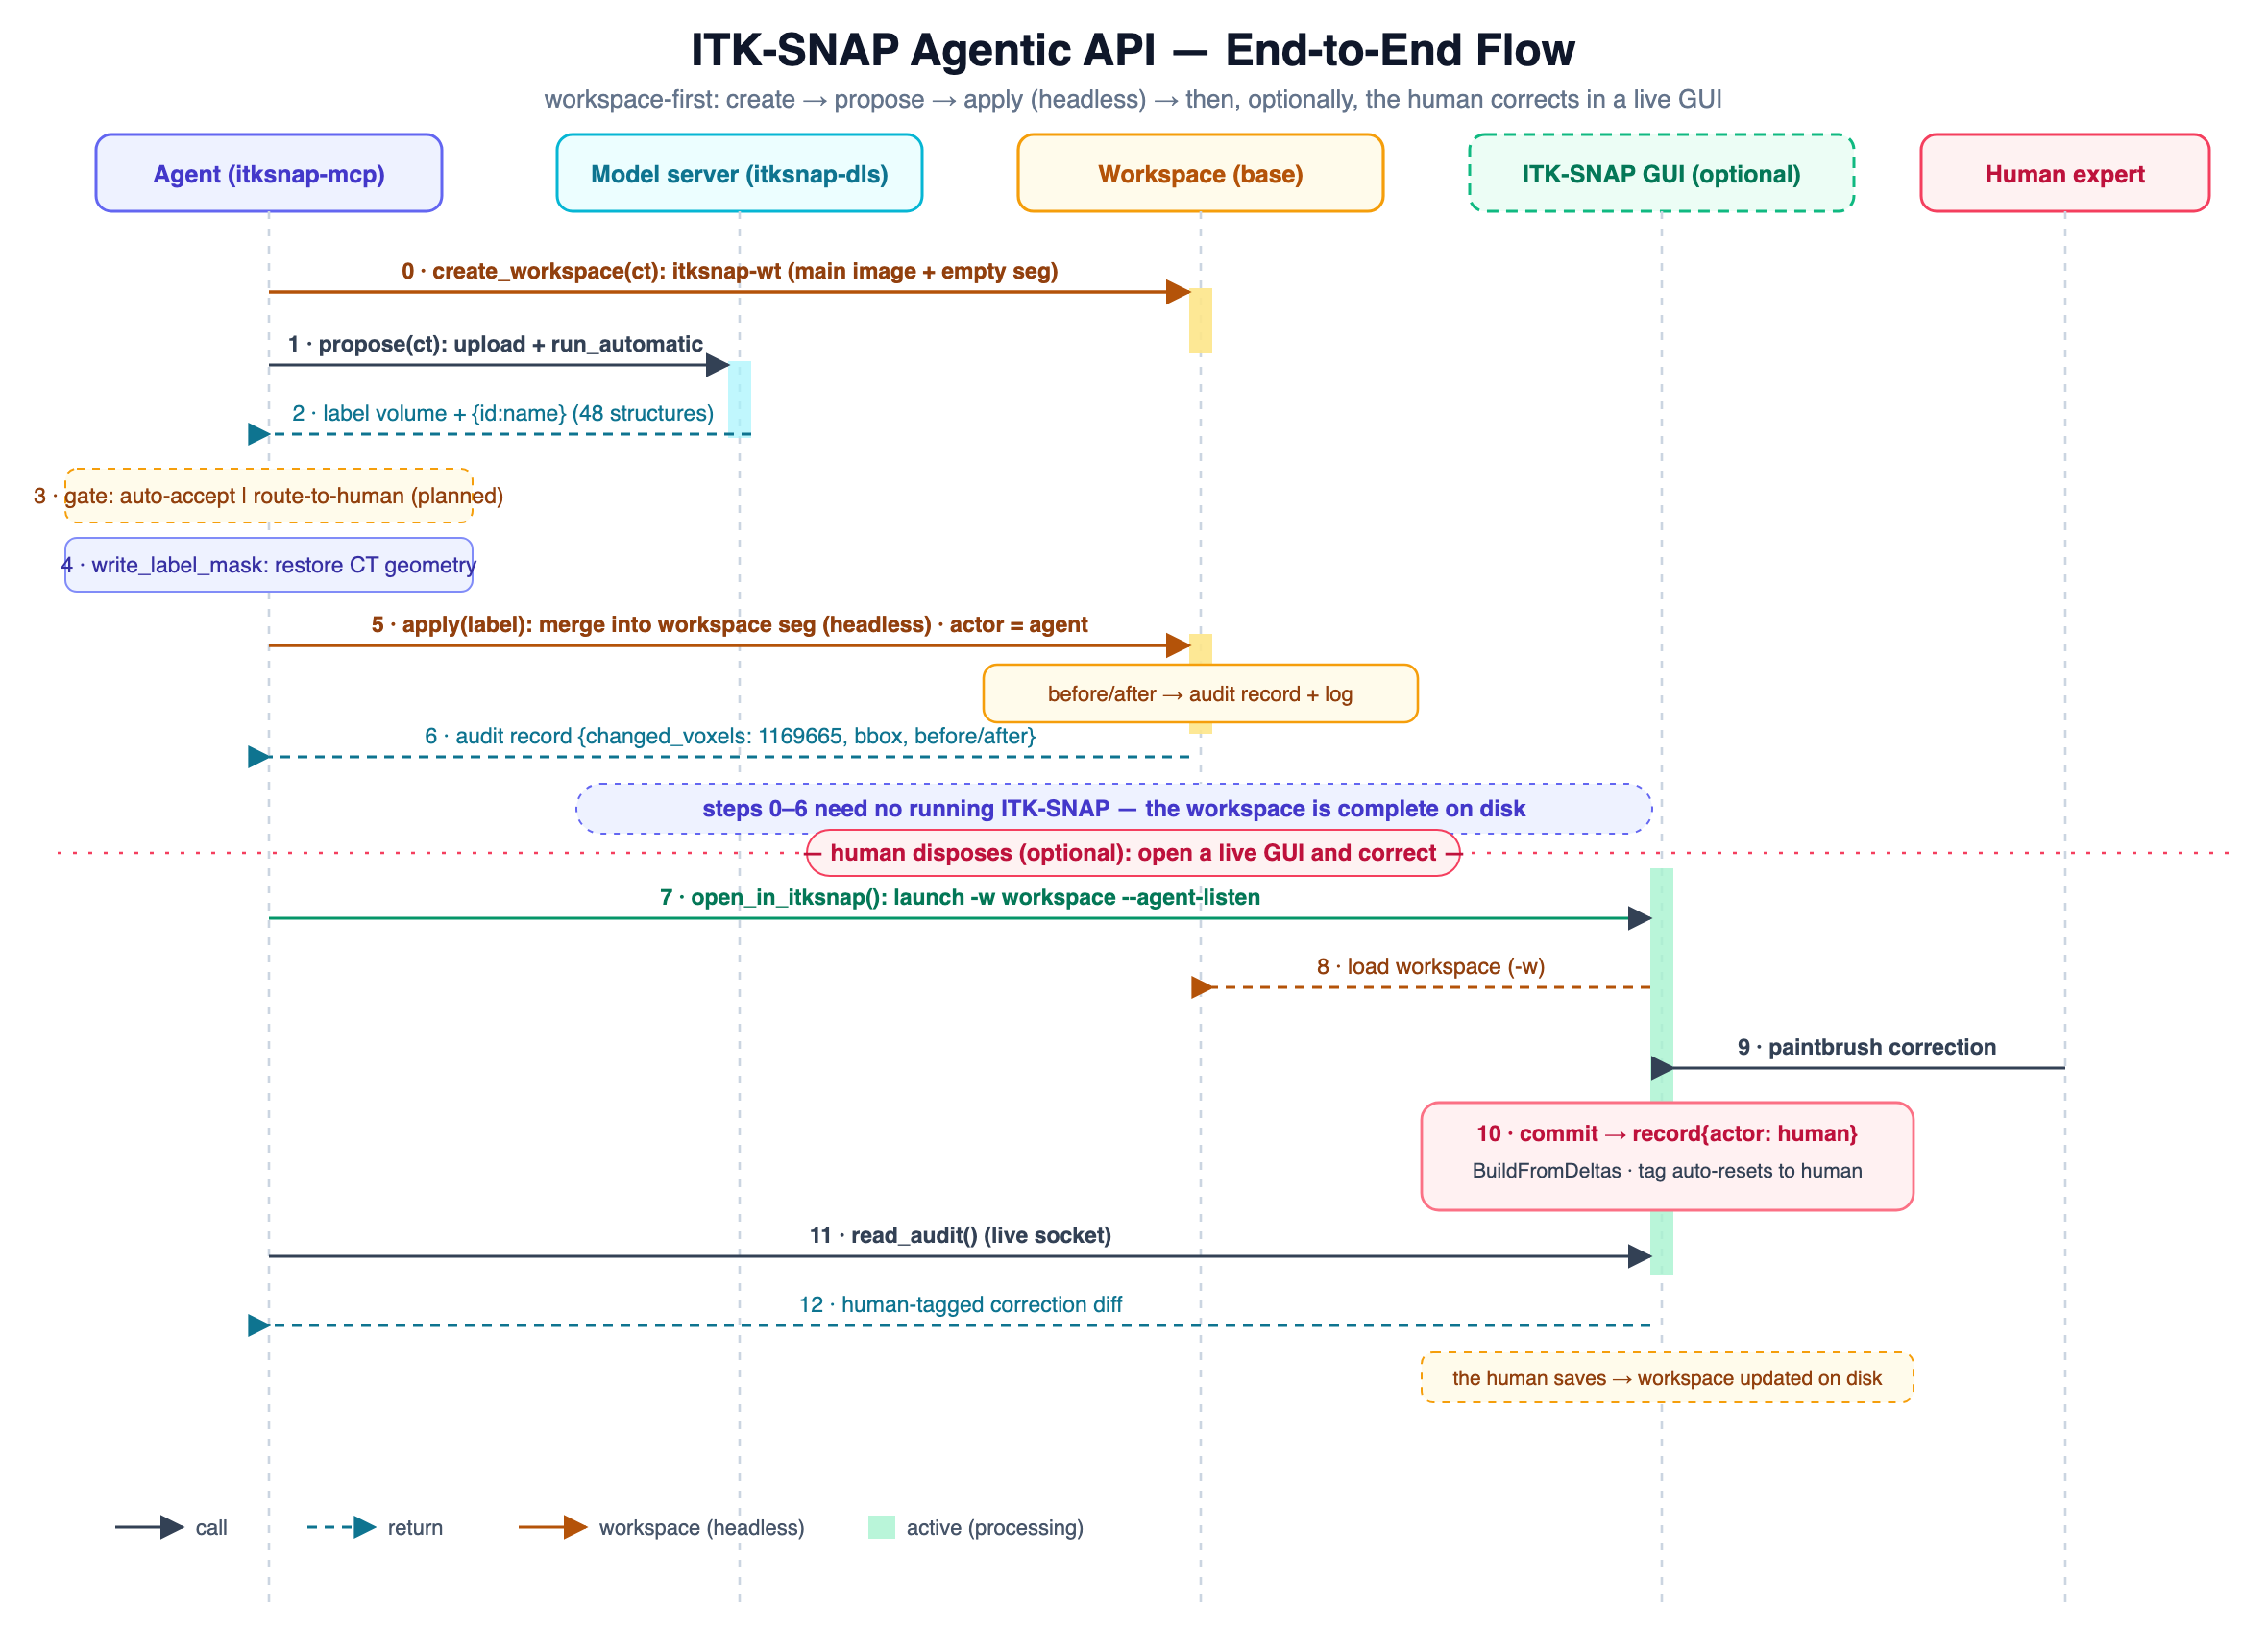 ITK-SNAP Agentic API — End-to-End Flow
workspace-first: create → propose → apply (headless) → then, optionally, the human corrects in a live GUI
Agent (itksnap-mcp)
Model server (itksnap-dls)
Workspace (base)
ITK-SNAP GUI (optional)
Human expert
0 · create_workspace(ct): itksnap-wt (main image + empty seg)
1 · propose(ct): upload + run_automatic
2 · label volume + {id:name} (48 structures)
3 · gate: auto-accept | route-to-human (planned)
4 · write_label_mask: restore CT geometry
5 · apply(label): merge into workspace seg (headless) · actor = agent
before/after → audit record + log
6 · audit record {changed_voxels: 1169665, bbox, before/after}
steps 0–6 need no running ITK-SNAP — the workspace is complete on disk
— human disposes (optional): open a live GUI and correct —
7 · open_in_itksnap(): launch -w workspace --agent-listen
8 · load workspace (-w)
9 · paintbrush correction
10 · commit → record{actor: human}
BuildFromDeltas · tag auto-resets to human
11 · read_audit() (live socket)
12 · human-tagged correction diff
the human saves → workspace updated on disk
call
return
workspace (headless)
active (processing)